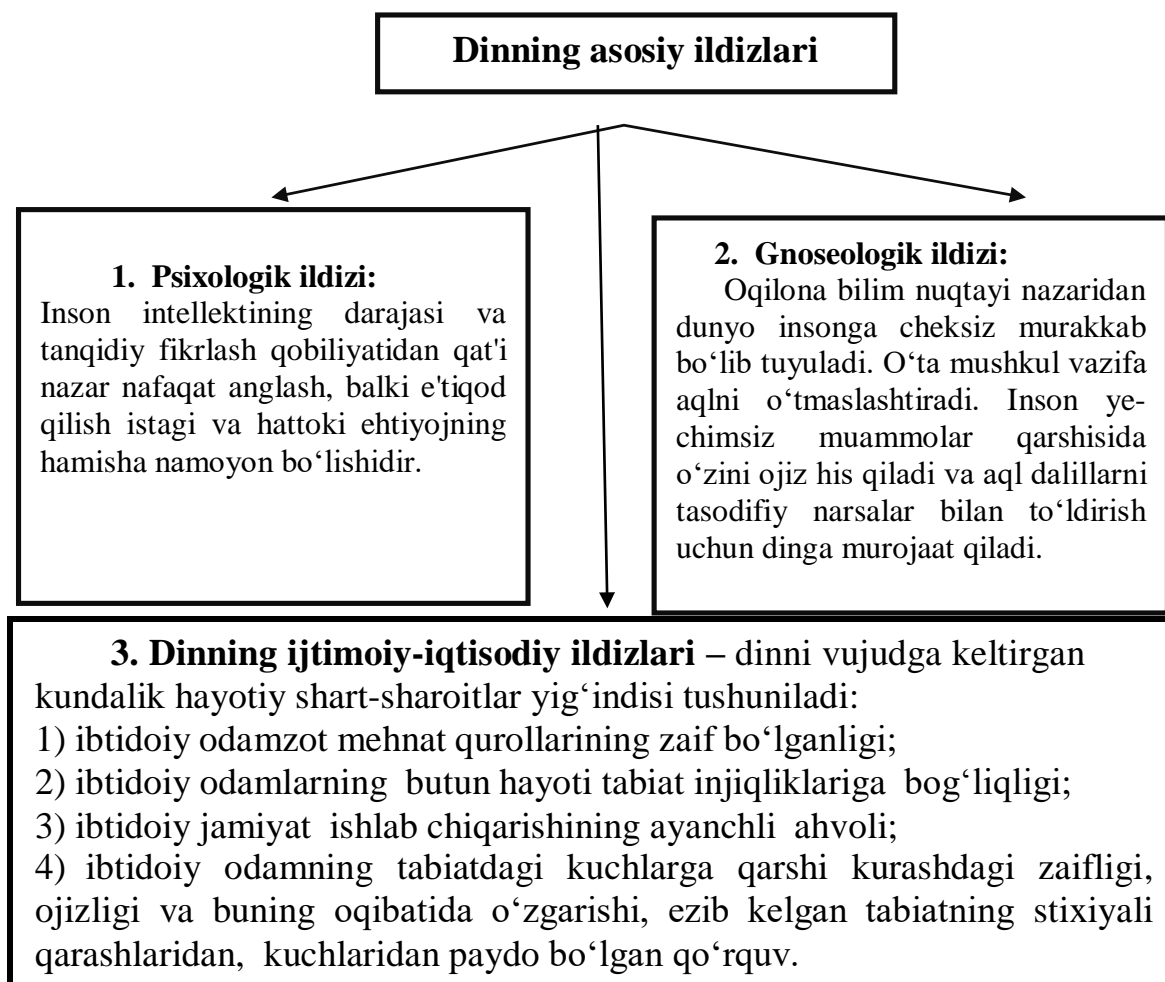 Dinning asosiy ildizlari
1. Psixologik ildizi:
Inson intellektining darajasi va
tanqidiy fikrlash qobiliyatidan qat'i
nazar nafaqat anglash, balki e'tiqod
qilish istagi va hattoki ehtiyojning
hamisha namoyon bo‘lishidir.
2. Gnoseologik ildizi:
Oqilona bilim nuqtayi nazaridan
dunyo insonga cheksiz murakkab
bo‘lib tuyuladi. O‘ta mushkul vazifa
aqlni o‘tmaslashtiradi. Inson ye-
chimsiz muammolar qarshisida
o‘zini ojiz his qiladi va aql dalillarni
tasodifiy narsalar bilan to‘ldirish
uchun dinga murojaat qiladi.
3. Dinning ijtimoiy-iqtisodiy ildizlari – dinni vujudga keltirgan
kundalik hayotiy shart-sharoitlar yig‘indisi tushuniladi:
1) ibtidoiy odamzot mehnat qurollarining zaif bo‘lganligi;
2) ibtidoiy odamlarning butun hayoti tabiat injiqliklariga bog‘liqligi;
3) ibtidoiy jamiyat ishlab chiqarishining ayanchli ahvoli;
4) ibtidoiy odamning tabiatdagi kuchlarga qarshi kurashdagi zaifligi,
ojizligi va buning oqibatida o‘zgarishi, ezib kelgan tabiatning stixiyali
qarashlaridan, kuchlaridan paydo bo‘lgan qo‘rquv.